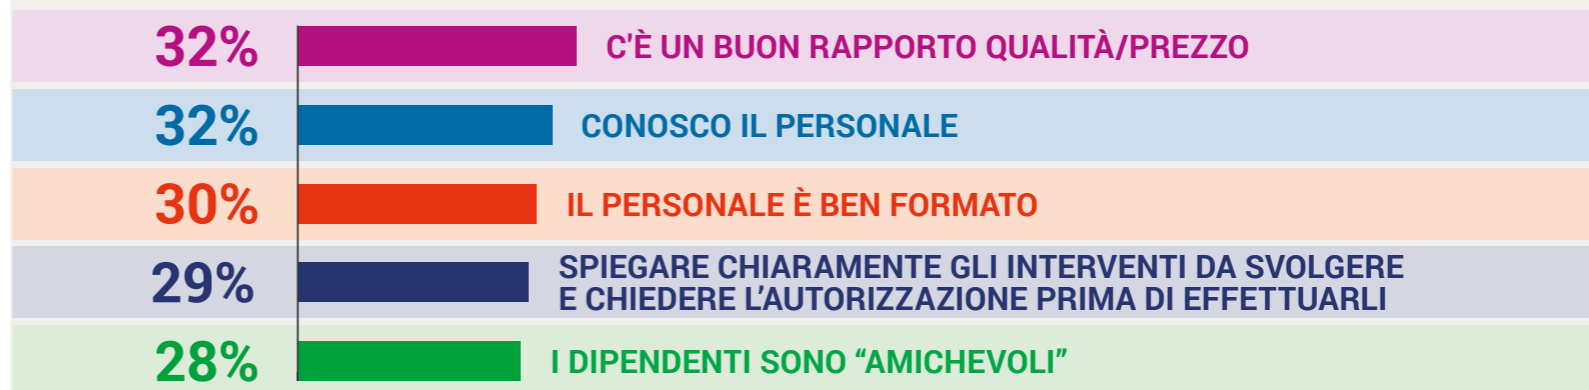 32% C'È UN BUON RAPPORTO QUALITÀ/PREZZO
32% CONOSCO IL PERSONALE
30% IL PERSONALE È BEN FORMATO
29% SPIEGARE CHIARAMENTE GLI INTERVENTI DA SVOLGERE
E CHIEDERE L'AUTORIZZAZIONE PRIMA DI EFFETTUARLI
28% I DIPENDENTI SONO “AMICHEVOLI”